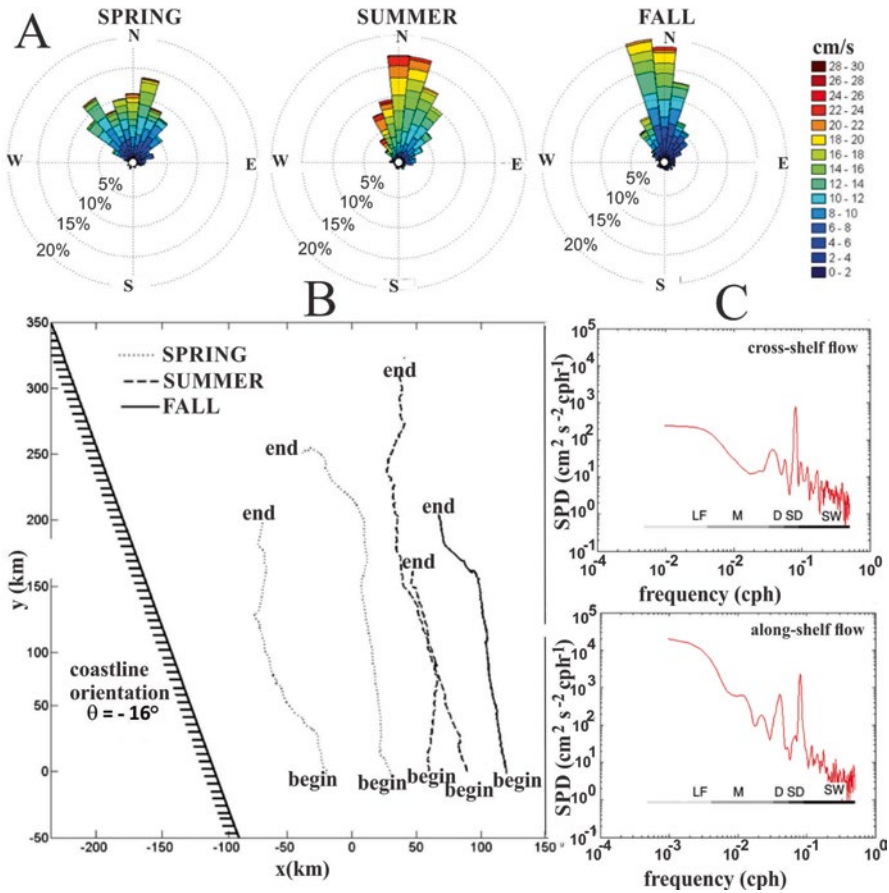 A
SPRING
N
W
5%
10%
15%
20%
S
SUMMER
N
W
E
5%
10%
15%
20%
S
FALL
N
W
E
5%
10%
15%
20%
S
E
cm/s
28 - 30
26 - 28
24 - 26
22 - 24
20 - 22
18 - 20
16 - 18
14 - 16
12 - 14
10 - 12
8 - 10
6 - 8
4 - 6
2 - 4
0 - 2
B
350
300
250
200
150
100
50
0
-50
y (km)
SPRING
SUMMER
FALL
end
end
end
end
end
coastline
orientation
θ = - 16°
begin
begin
begin
begin
begin
-200
-150
-100
-50
0
50
100
150
x(km)
C
cross-shelf flow
10^5
10^4
10^3
10^2
10^1
10^0
10^-1
SPD (cm² s⁻² cph⁻¹)
LF M D SD SW
10^-4
10^-3
10^-2
10^-1
10^0
frequency (cph)
along-shelf flow
10^5
10^4
10^3
10^2
10^1
10^0
10^-1
SPD (cm² s⁻² cph⁻¹)
LF M D SD SW
10^-4
10^-3
10^-2
10^-1
10^0
frequency (cph)